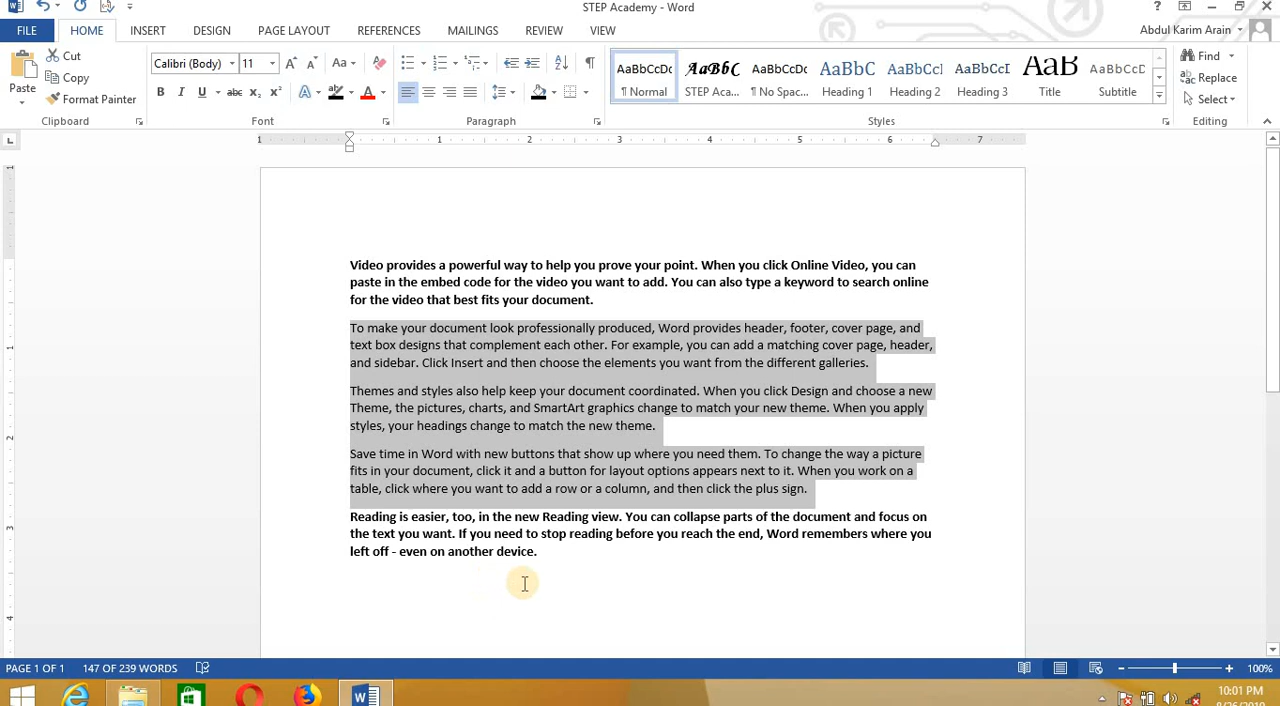 STEP Academy - Word
FILE HOME INSERT DESIGN PAGE LAYOUT REFERENCES MAILINGS REVIEW VIEW Abdul Karim Arain
Paste
Cut
Copy
Format Painter
Clipboard
Calibri (Body) 11
Font
Paragraph
AaBbCcDc AaBbC AaBbCcDc AaBbC AaBbCcI AaBbCcI AaB AaBbCcD
¶ Normal STEP Aca... ¶ No Spac... Heading 1 Heading 2 Heading 3 Title Subtitle
Styles
Find
Replace
Select
Editing
1 1 2 3 4 5 6 7
Video provides a powerful way to help you prove your point. When you click Online Video, you can
paste in the embed code for the video you want to add. You can also type a keyword to search online
for the video that best fits your document.
To make your document look professionally produced, Word provides header, footer, cover page, and
text box designs that complement each other. For example, you can add a matching cover page, header,
and sidebar. Click Insert and then choose the elements you want from the different galleries.
Themes and styles also help keep your document coordinated. When you click Design and choose a new
Theme, the pictures, charts, and SmartArt graphics change to match your new theme. When you apply
styles, your headings change to match the new theme.
Save time in Word with new buttons that show up where you need them. To change the way a picture
fits in your document, click it and a button for layout options appears next to it. When you work on a
table, click where you want to add a row or a column, and then click the plus sign.
Reading is easier, too, in the new Reading view. You can collapse parts of the document and focus on
the text you want. If you need to stop reading before you reach the end, Word remembers where you
left off - even on another device.
PAGE 1 OF 1 147 OF 239 WORDS 100%
10:01 PM